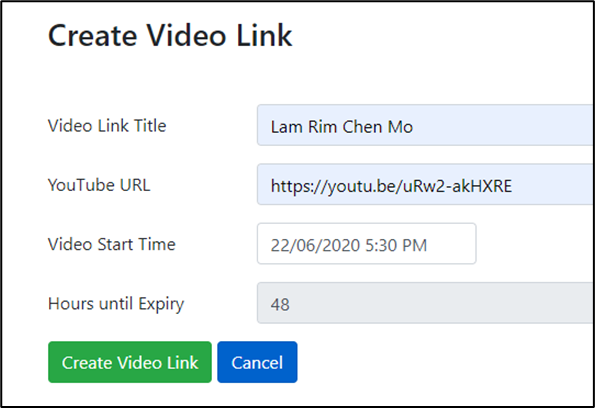 Create Video Link
Video Link Title Lam Rim Chen Mo
YouTube URL https://youtu.be/uRw2-akHXRE
Video Start Time 22/06/2020 5:30 PM
Hours until Expiry 48
Create Video Link Cancel